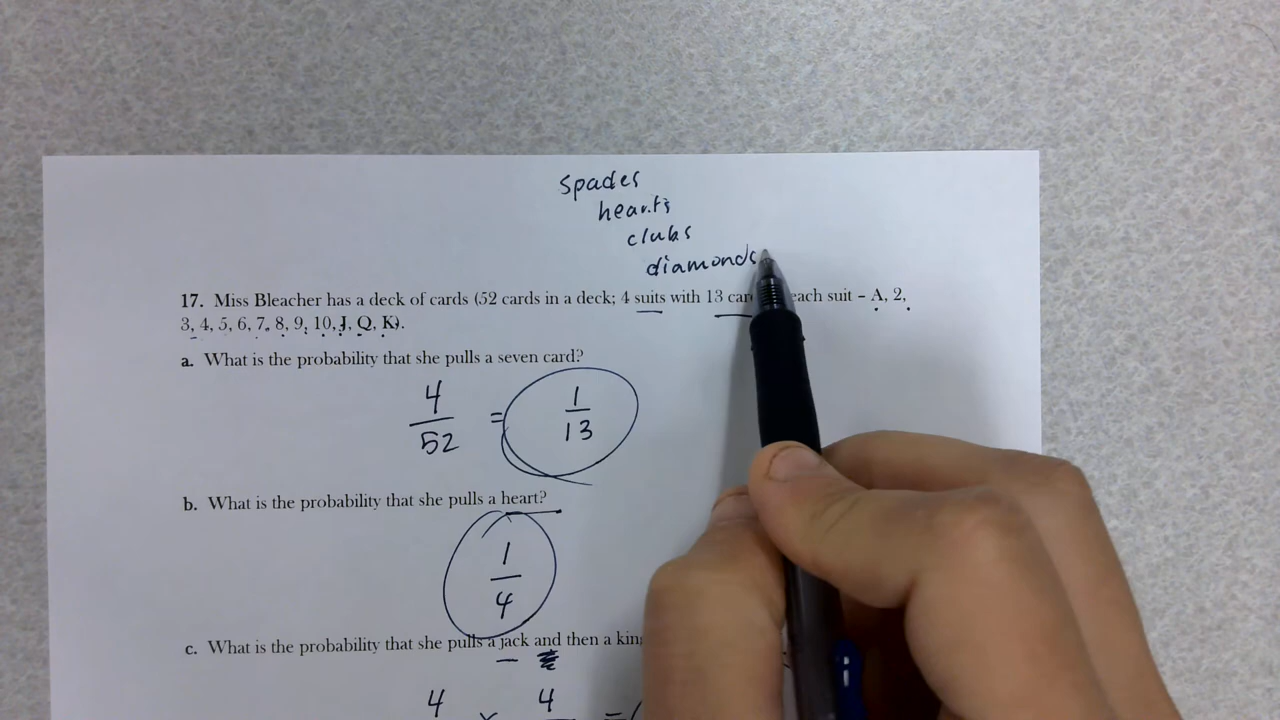 spades
hearts
clubs
diamonds
17. Miss Bleacher has a deck of cards (52 cards in a deck; 4 suits with 13 each suit – A, 2,
3, 4, 5, 6, 7, 8, 9, 10, J, Q, K).
a. What is the probability that she pulls a seven card?
4/52 = 1/13
b. What is the probability that she pulls a heart?
1/4
c. What is the probability that she pulls a jack and then a
4 × 4 =